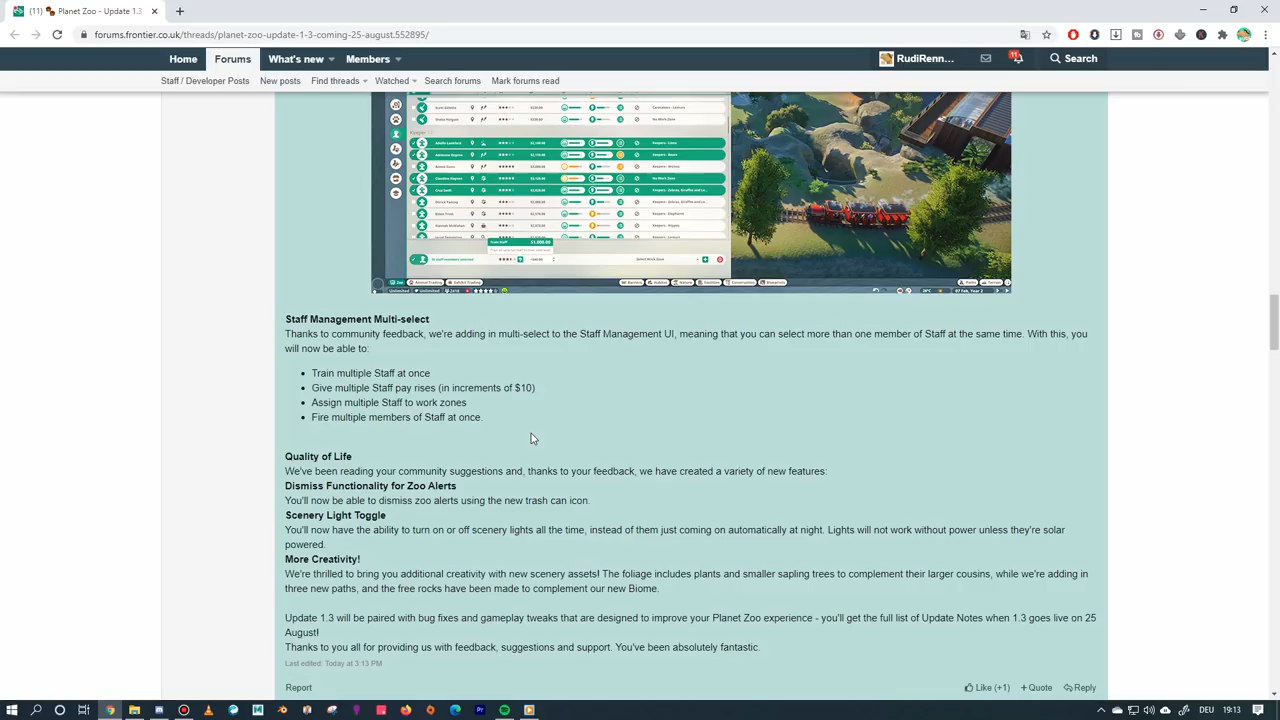 (11) Planet Zoo - Update 1.3
forums.frontier.co.uk/threads/planet-zoo-update-1-3-coming-25-august.552895/
Home Forums What's new Members RudiRenn... 11 Search
Staff / Developer Posts New posts Find threads Watched Search forums Mark forums read
Train Staff $1,000.00
Staff Management Multi-select
Thanks to community feedback, we're adding in multi-select to the Staff Management UI, meaning that you can select more than one member of Staff at the same time. With this, you
will now be able to:
• Train multiple Staff at once
• Give multiple Staff pay rises (in increments of $10)
• Assign multiple Staff to work zones
• Fire multiple members of Staff at once.
Quality of Life
We've been reading your community suggestions and, thanks to your feedback, we have created a variety of new features:
Dismiss Functionality for Zoo Alerts
You'll now be able to dismiss zoo alerts using the new trash can icon.
Scenery Light Toggle
You'll now have the ability to turn on or off scenery lights all the time, instead of them just coming on automatically at night. Lights will not work without power unless they're solar
powered.
More Creativity!
We're thrilled to bring you additional creativity with new scenery assets! The foliage includes plants and smaller sapling trees to complement their larger cousins, while we're adding in
three new paths, and the free rocks have been made to complement our new Biome.
Update 1.3 will be paired with bug fixes and gameplay tweaks that are designed to improve your Planet Zoo experience - you'll get the full list of Update Notes when 1.3 goes live on 25
August!
Thanks to you all for providing us with feedback, suggestions and support. You've been absolutely fantastic.
Last edited: Today at 3:13 PM
Report Like (+1) + Quote Reply
DEU 19:13